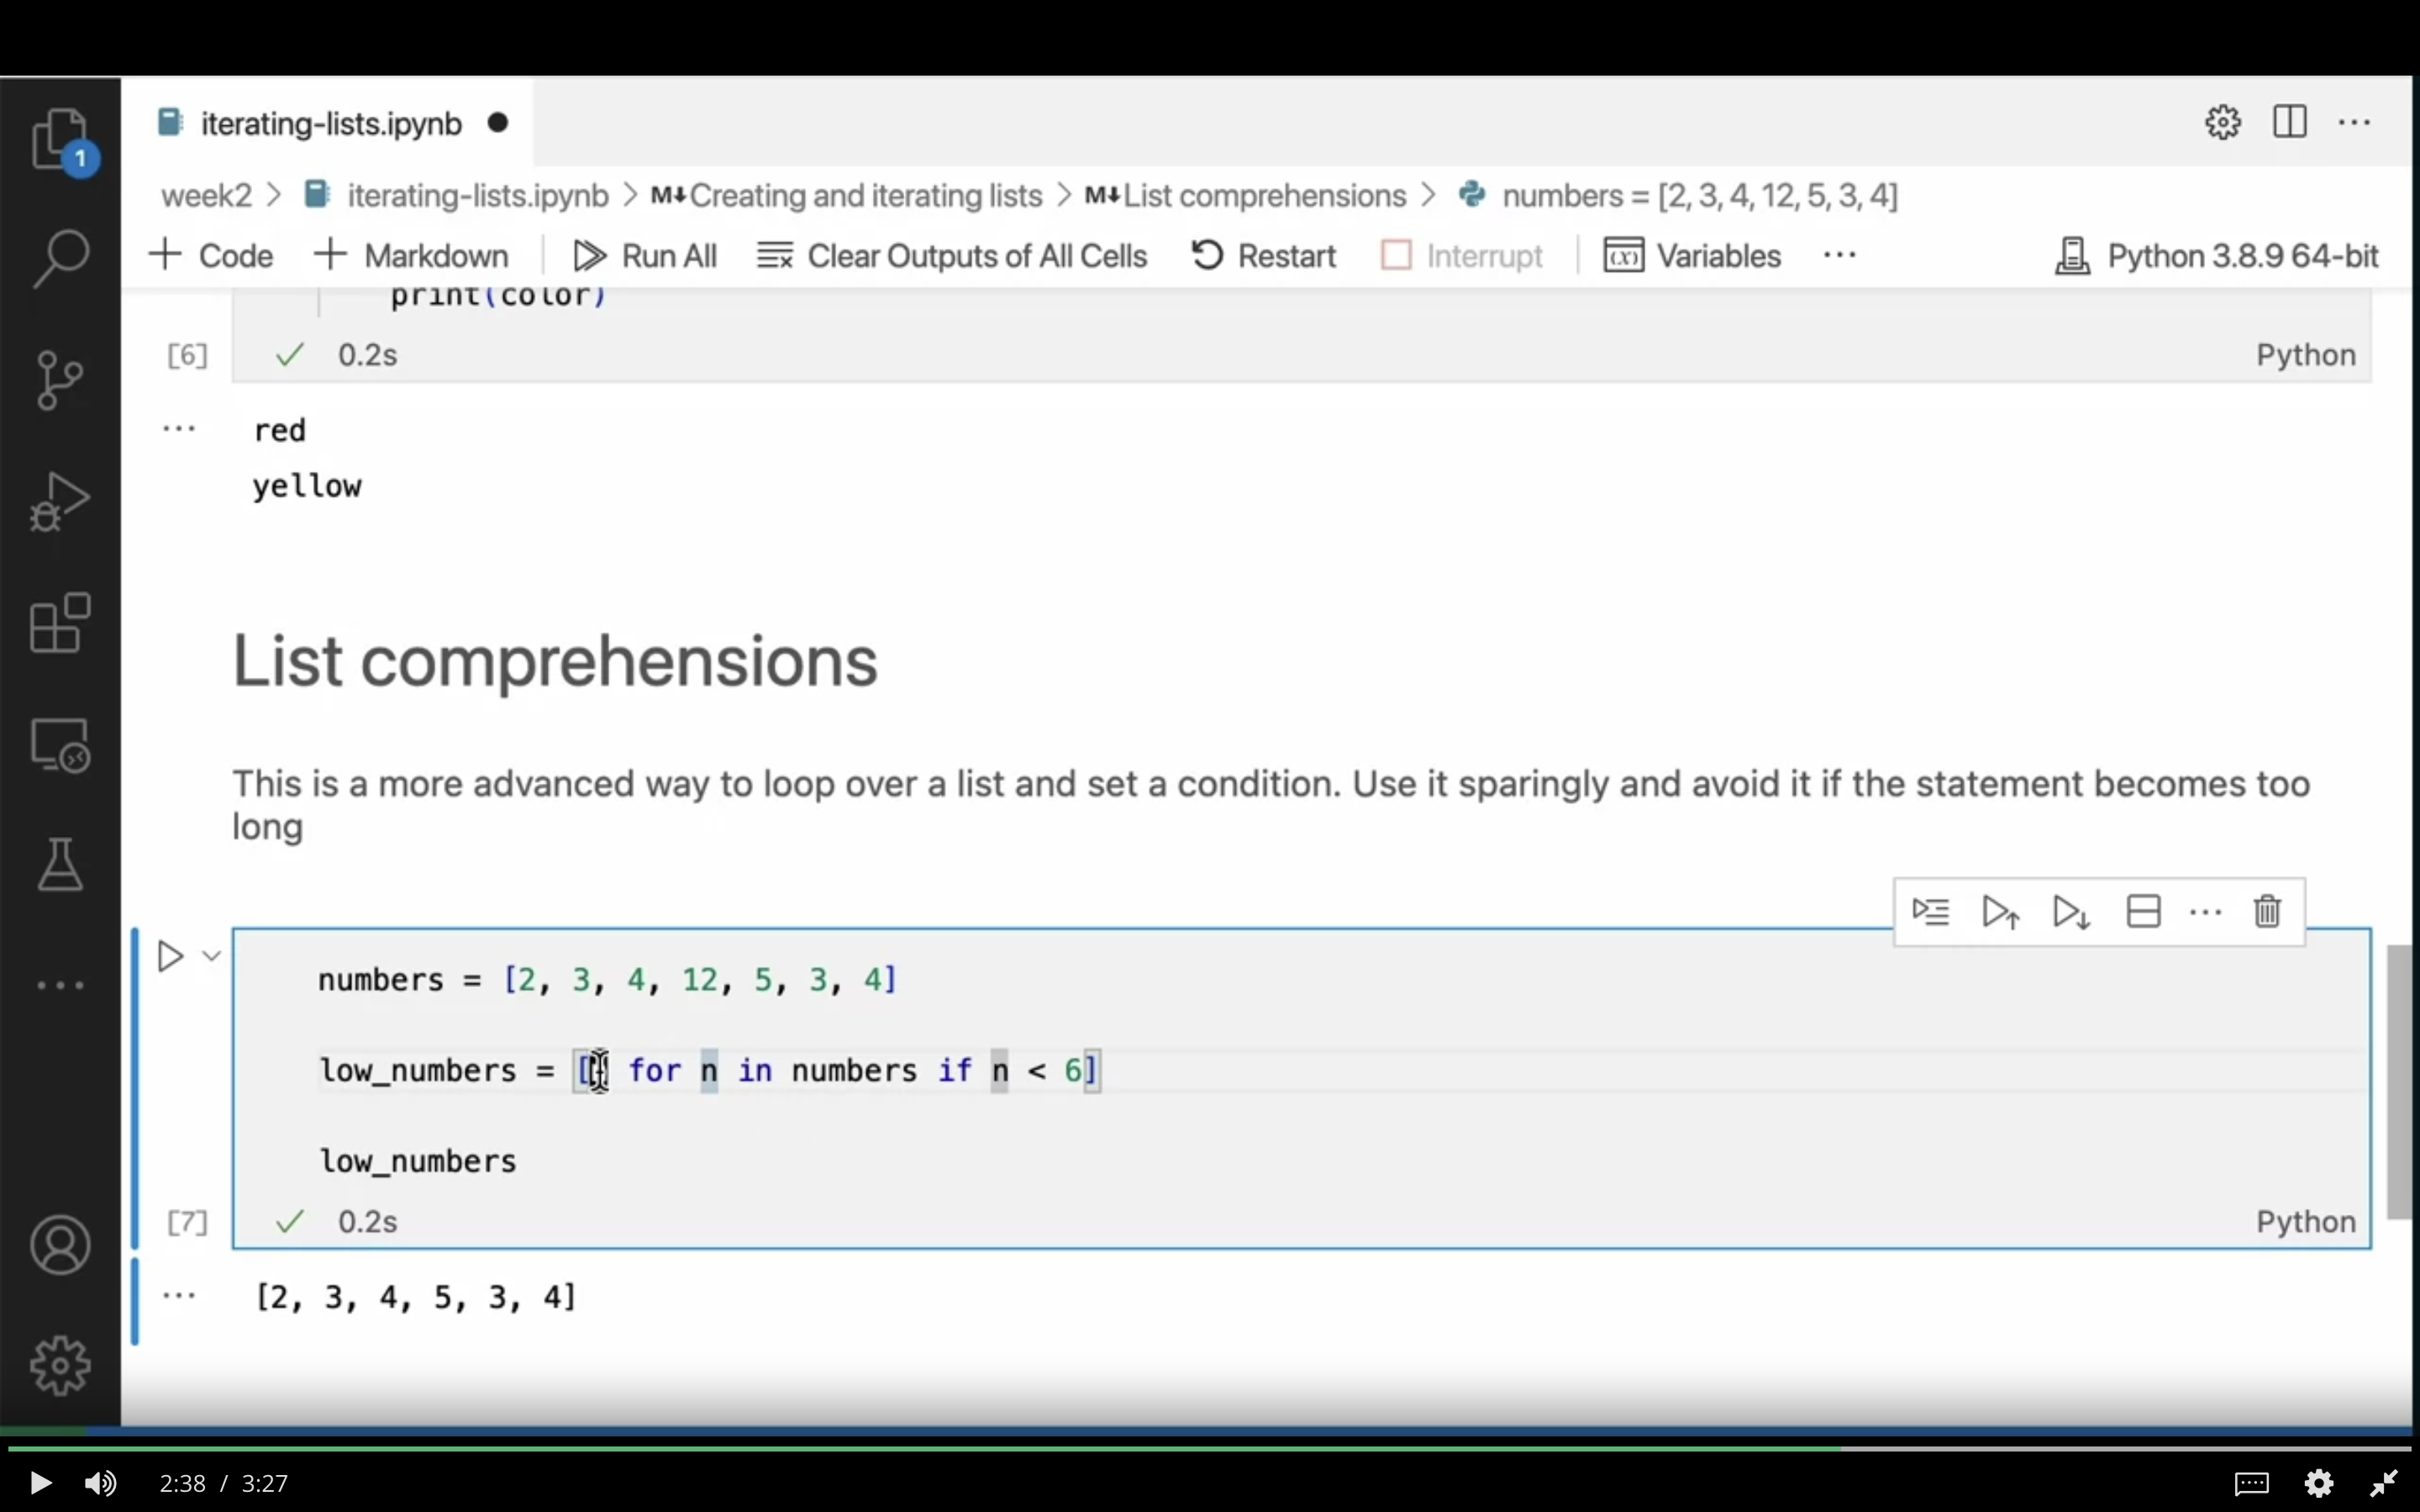 iterating-lists.ipynb
1
week2 > iterating-lists.ipynb > M↓Creating and iterating lists > M↓List comprehensions > numbers = [2, 3, 4, 12, 5, 3, 4]
+ Code + Markdown Run All Clear Outputs of All Cells Restart Interrupt (x) Variables ... Python 3.8.9 64-bit
print(color)
[6] ✓ 0.2s Python
... red
yellow
List comprehensions
This is a more advanced way to loop over a list and set a condition. Use it sparingly and avoid it if the statement becomes too
long
numbers = [2, 3, 4, 12, 5, 3, 4]
low_numbers = [ for n in numbers if n < 6]
low_numbers
[7] ✓ 0.2s Python
... [2, 3, 4, 5, 3, 4]
2:38 / 3:27